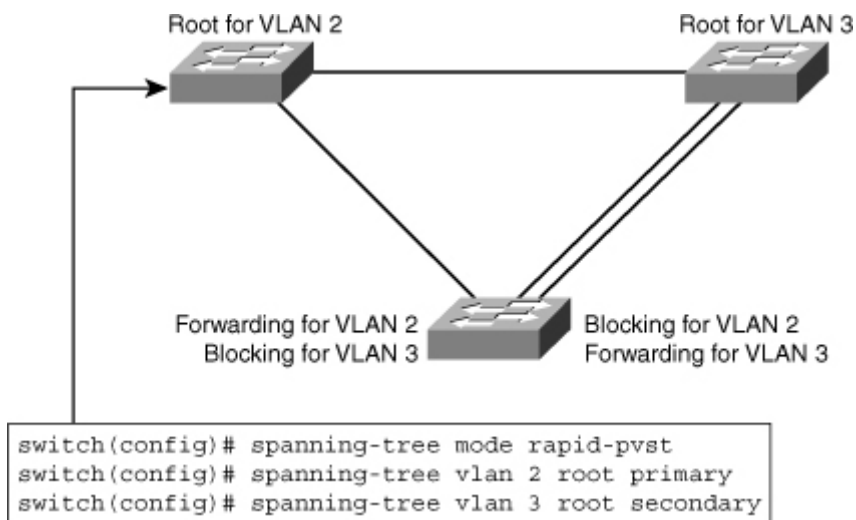 Root for VLAN 2
Root for VLAN 3
Forwarding for VLAN 2
Blocking for VLAN 3
Blocking for VLAN 2
Forwarding for VLAN 3
switch(config)# spanning-tree mode rapid-pvst
switch(config)# spanning-tree vlan 2 root primary
switch(config)# spanning-tree vlan 3 root secondary